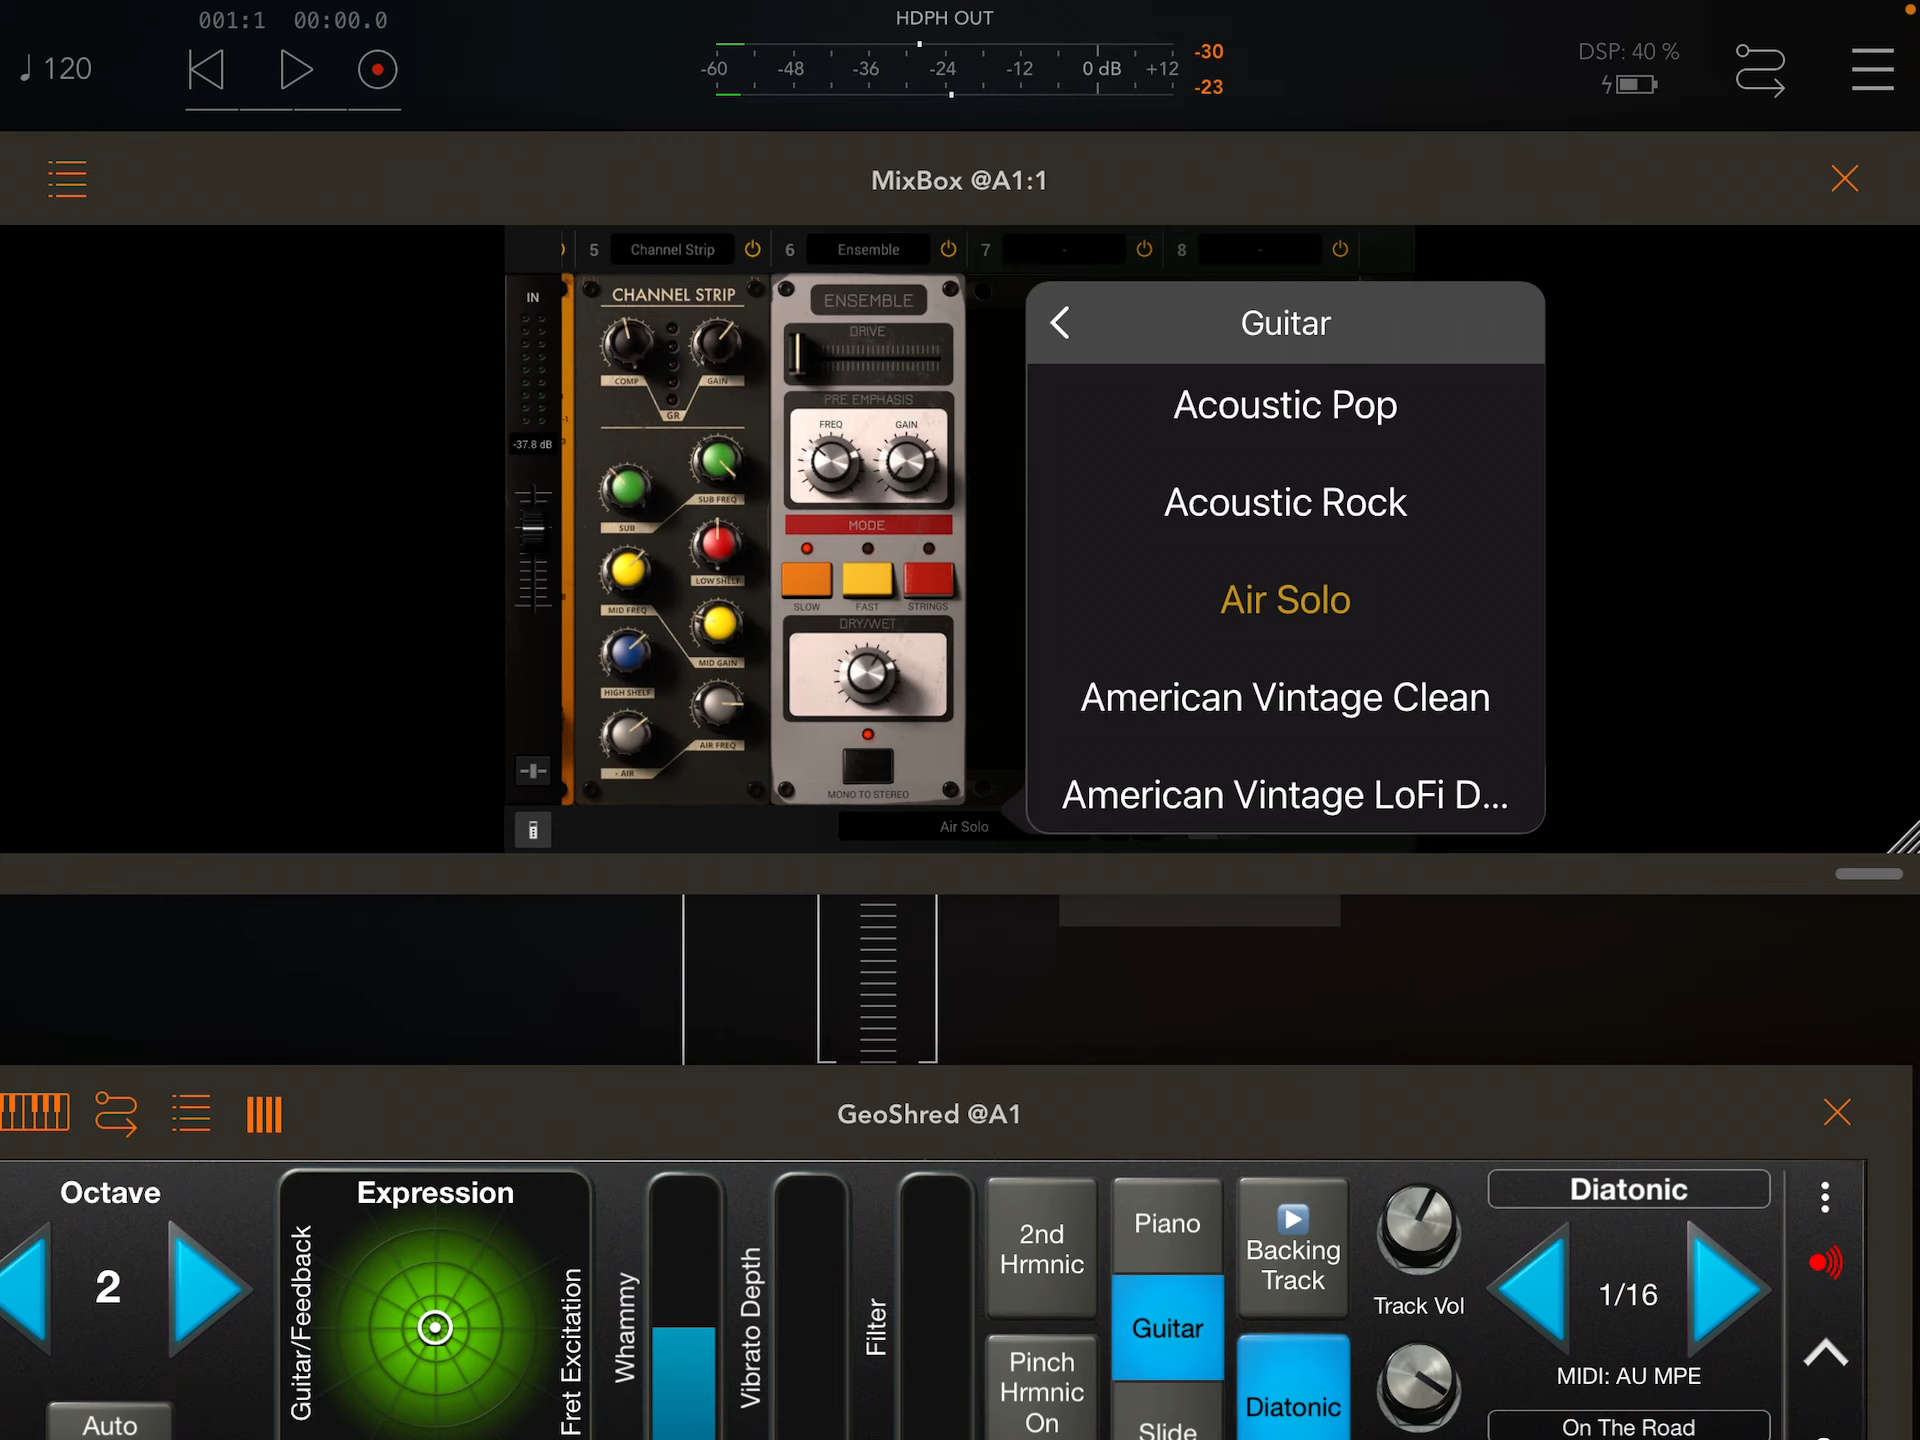 001:1 00:00.0
HDPH OUT
♩ 120
-60 -48 -36 -24 -12 0 dB +12
-30
-23
DSP: 40 %
MixBox @A1:1
5 Channel Strip
6 Ensemble
7 -
8 -
IN
-37.8 dB
CHANNEL STRIP
COMP
GAIN
GR
SUB FREQ
SUB
LOW SHELF
MID FREQ
MID GAIN
HIGH SHELF
AIR FREQ
AIR
ENSEMBLE
DRIVE
PRE EMPHASIS
FREQ GAIN
MODE
SLOW FAST STRINGS
DRY/WET
MONO TO STEREO
Air Solo
Guitar
Acoustic Pop
Acoustic Rock
Air Solo
American Vintage Clean
American Vintage LoFi D...
GeoShred @A1
Octave
2
Auto
Expression
Guitar/Feedback
Fret Excitation
Whammy
Vibrato Depth
Filter
2nd
Hrmnic
Pinch
Hrmnic
On
Piano
Guitar
Slide
Backing
Track
Diatonic
Track Vol
Diatonic
1/16
MIDI: AU MPE
On The Road